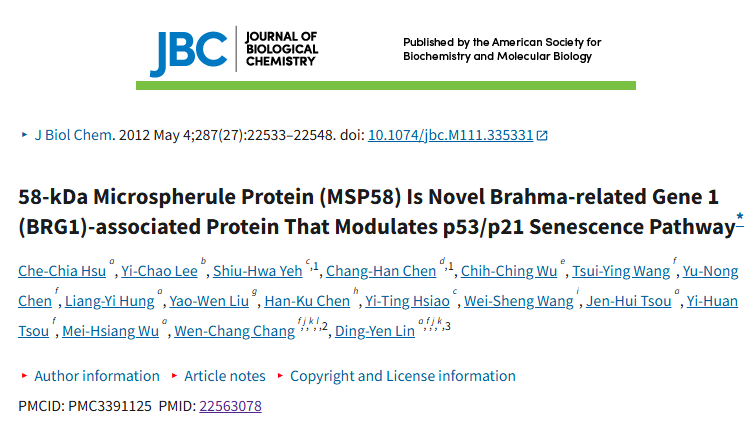 JBC JOURNAL OF
BIOLOGICAL
CHEMISTRY
Published by the American Society for
Biochemistry and Molecular Biology
▸ J Biol Chem. 2012 May 4;287(27):22533–22548. doi: 10.1074/jbc.M111.335331
58-kDa Microspherule Protein (MSP58) Is Novel Brahma-related Gene 1
(BRG1)-associated Protein That Modulates p53/p21 Senescence Pathway*
Che-Chia Hsu a, Yi-Chao Lee b, Shiu-Hwa Yeh c,1, Chang-Han Chen d,1, Chih-Ching Wu e, Tsui-Ying Wang f, Yu-Nong
Chen f, Liang-Yi Hung a, Yao-Wen Liu g, Han-Ku Chen h, Yi-Ting Hsiao c, Wei-Sheng Wang i, Jen-Hui Tsou a, Yi-Huan
Tsou f, Mei-Hsiang Wu a, Wen-Chang Chang f,j,k,l,2, Ding-Yen Lin a,f,j,k,3
▸ Author information ▸ Article notes ▸ Copyright and License information
PMCID: PMC3391125 PMID: 22563078